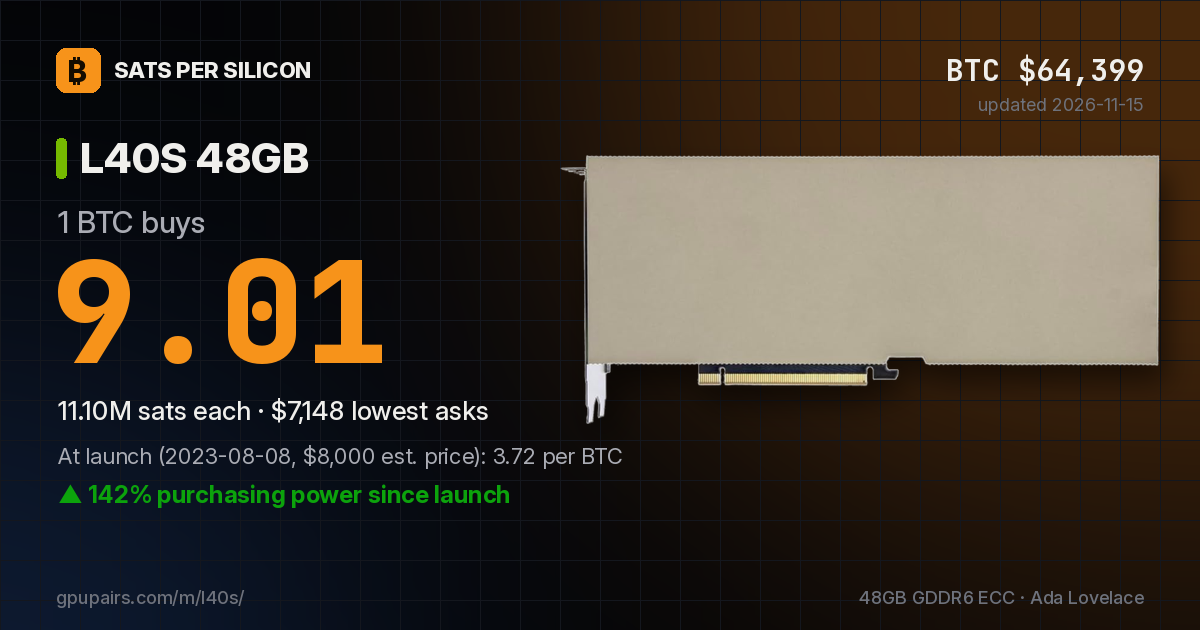 SATS PER SILICON
BTC $64,399
updated 2026-11-15
L40S 48GB
1 BTC buys
9.01
11.10M sats each · $7,148 lowest asks
At launch (2023-08-08, $8,000 est. price): 3.72 per BTC
▲ 142% purchasing power since launch
gpupairs.com/m/l40s/
48GB GDDR6 ECC · Ada Lovelace